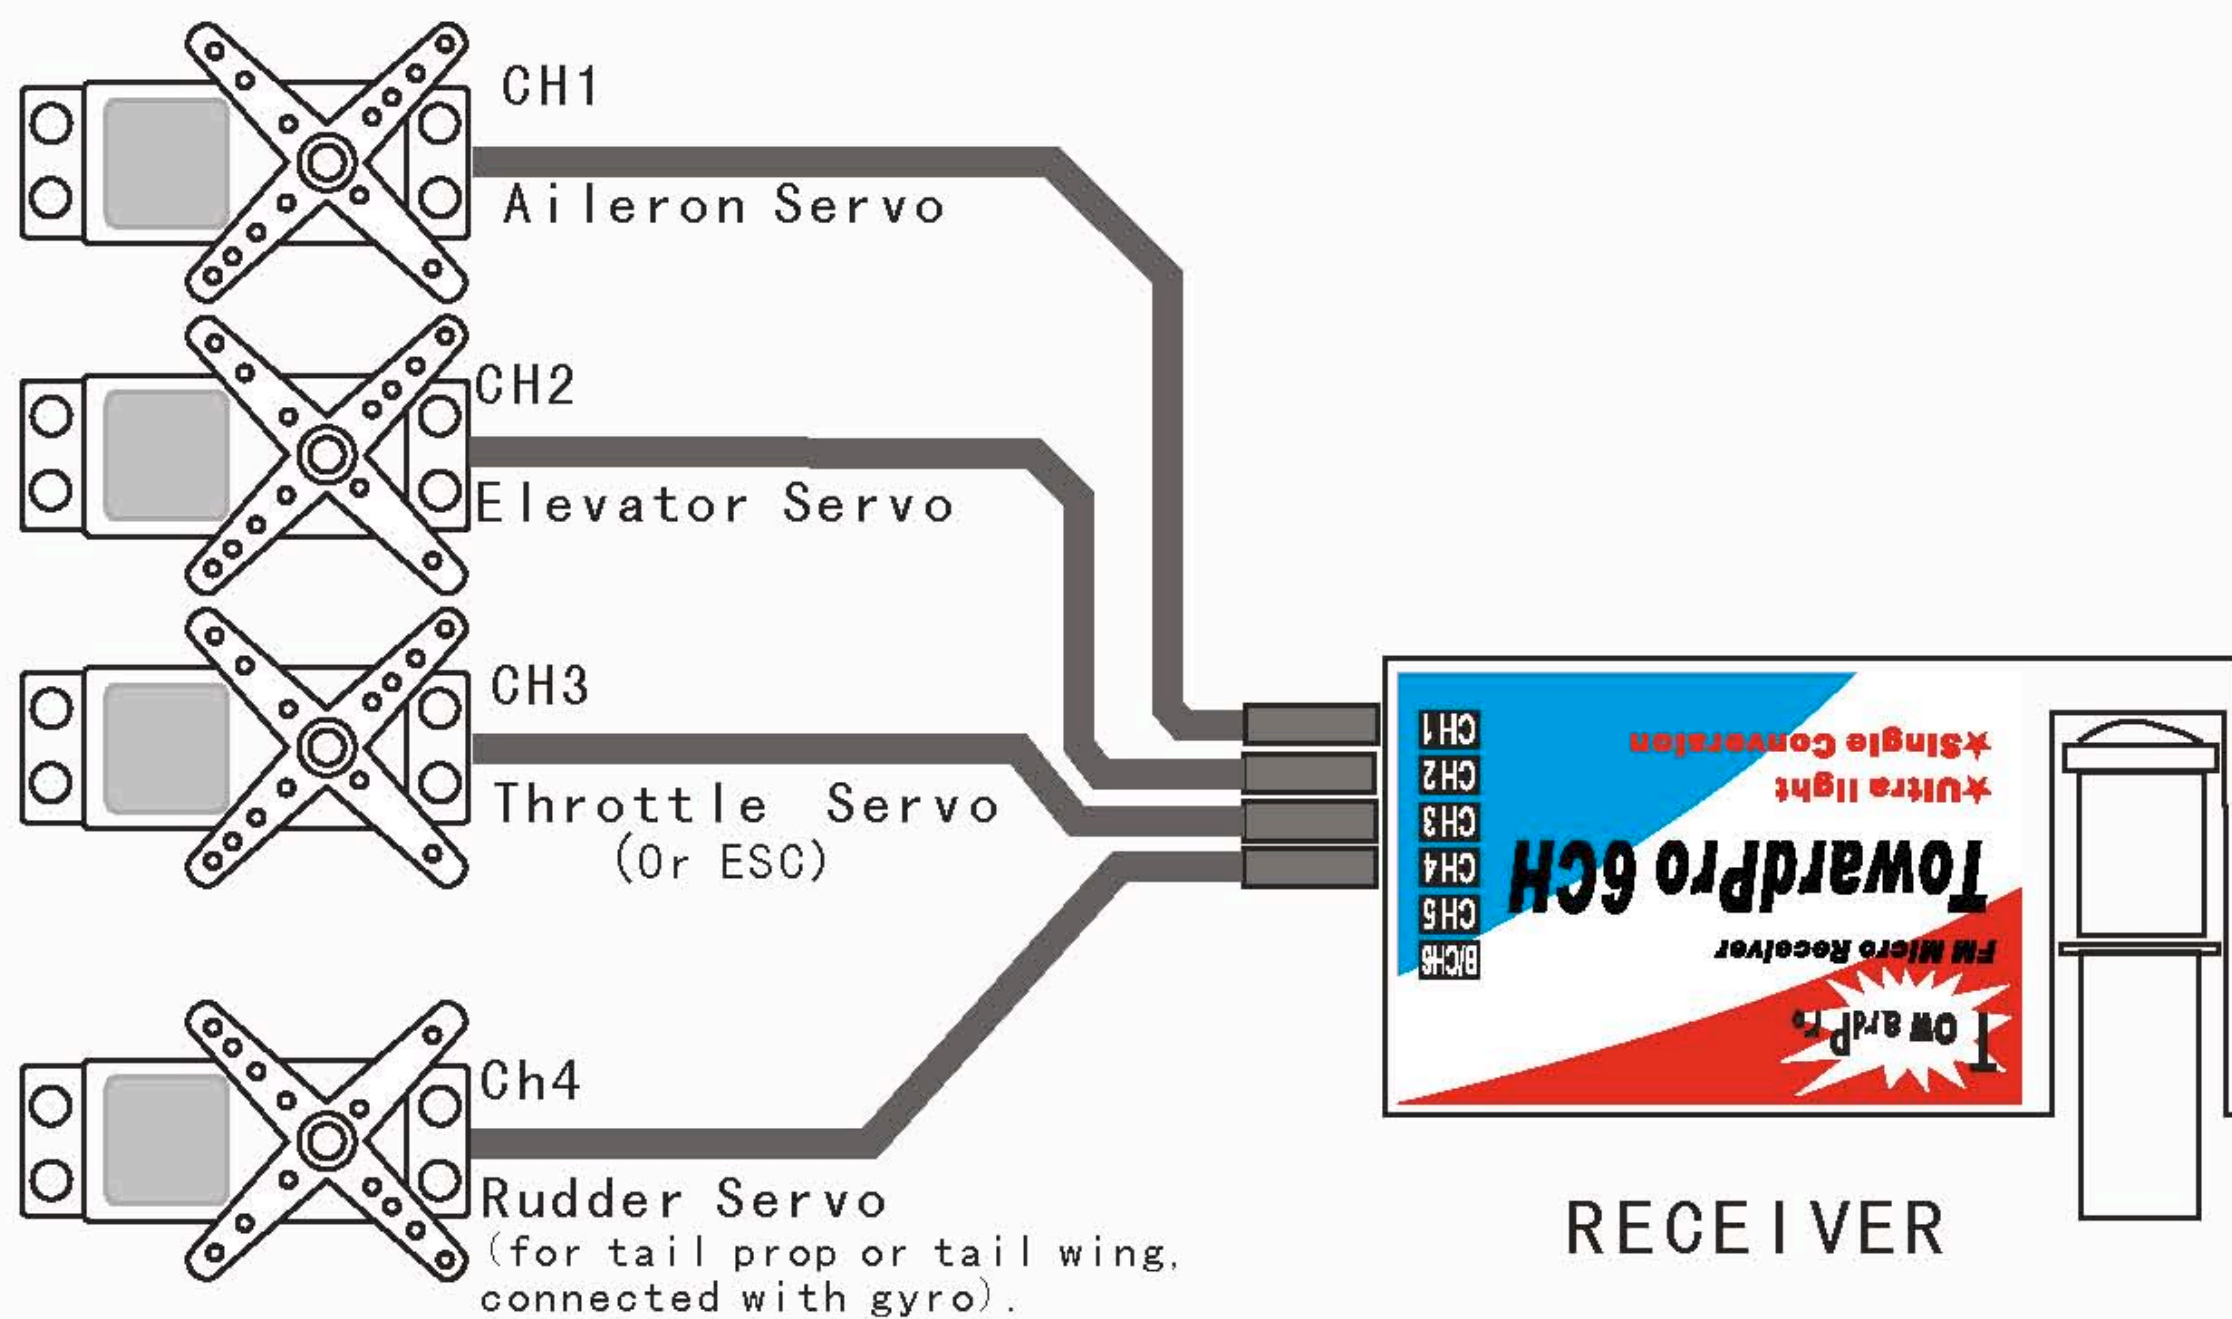 CH1
Aileron Servo
CH2
Elevator Servo
CH3
Throttle Servo
(Or ESC)
Ch4
Rudder Servo
(for tail prop or tail wing,
connected with gyro).
CH1
CH2
CH3
CH4
CH5
B/CH6
★Single Conversion
★Ultra light
TowardPro 6CH
FM Micro Receiver
TowardPro
RECEIVER